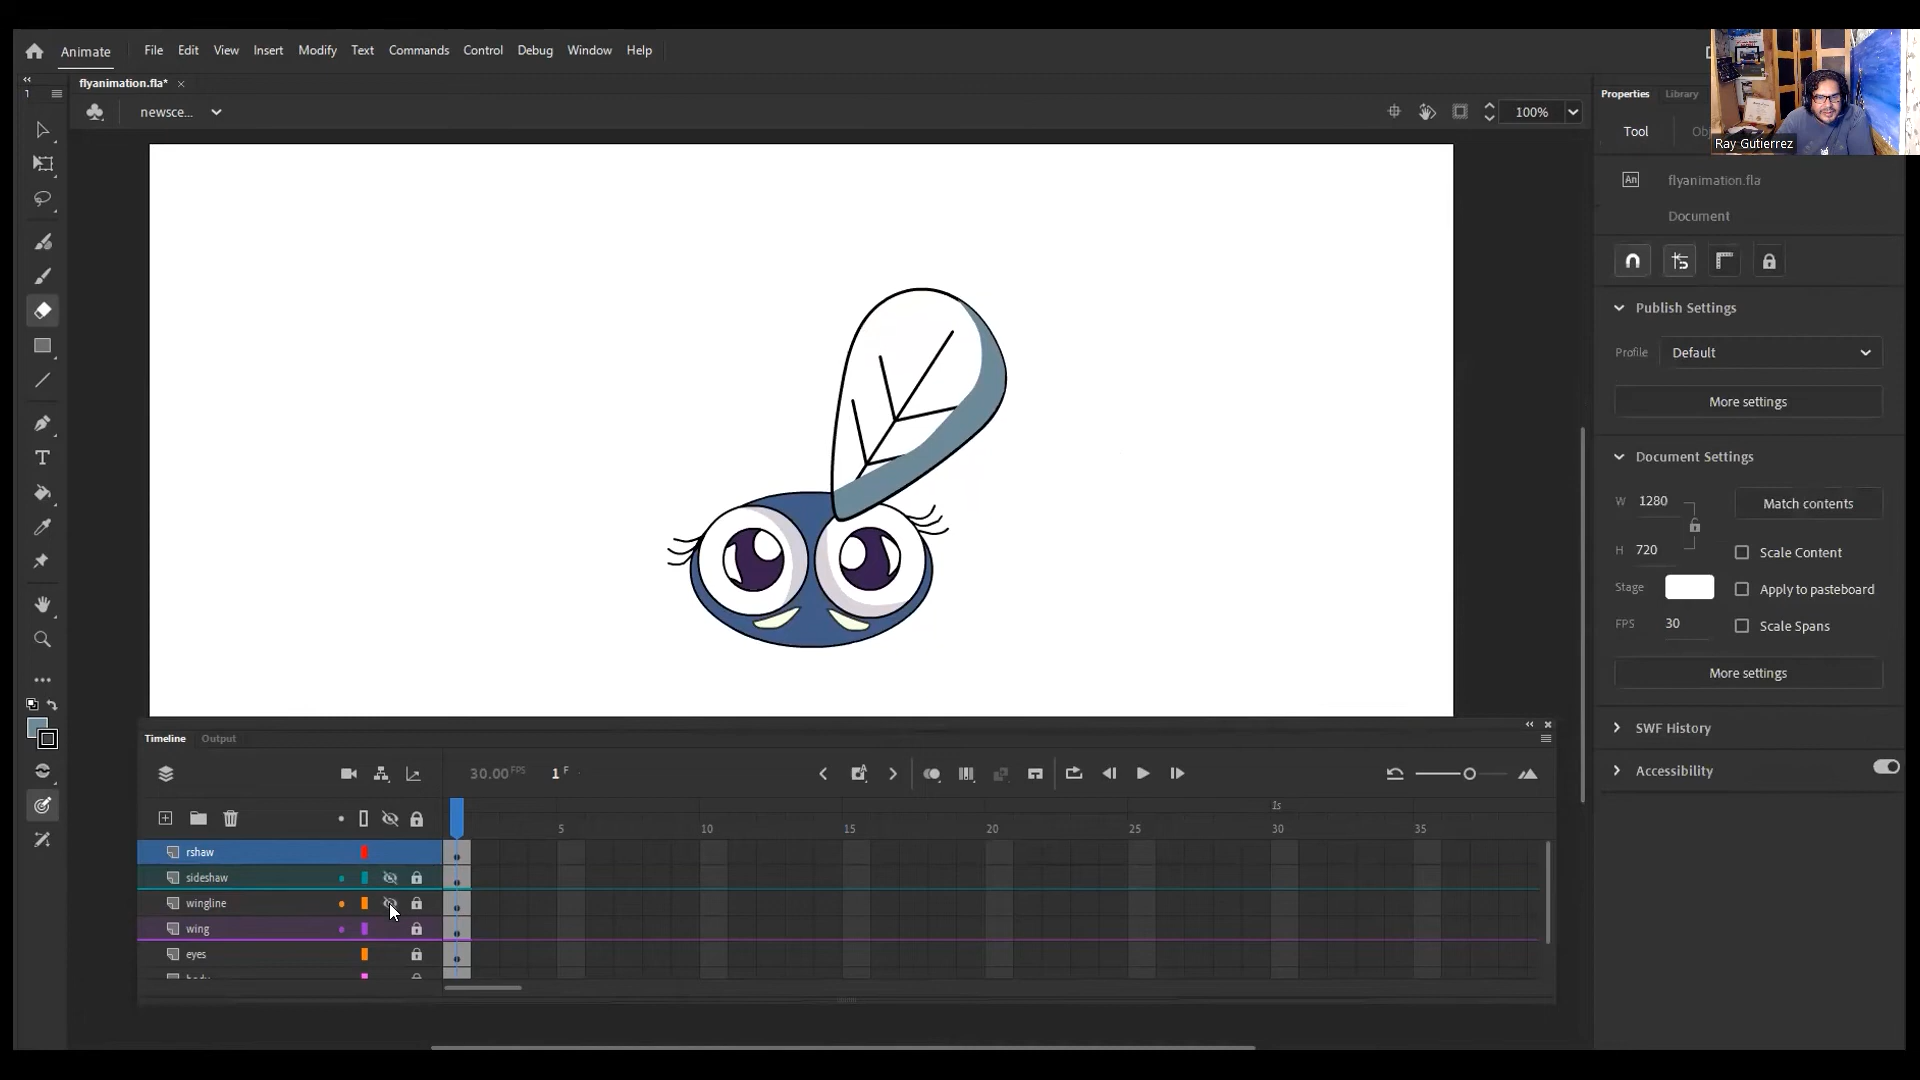 Animate File Edit View Insert Modify Text Commands Control Debug Window Help
Ray Gutierrez
1
flyanimation.fla* ×
newsce...
100%
Properties Library
Tool
An flyanimation.fla
Document
Publish Settings
Profile Default
More settings
Document Settings
W 1280 Match contents
H 720 Scale Content
Stage Apply to pasteboard
FPS 30 Scale Spans
More settings
SWF History
Accessibility
Timeline Output
30.00 FPS 1 F
1s
5 10 15 20 25 30 35
rshaw
sideshaw
wingline
wing
eyes